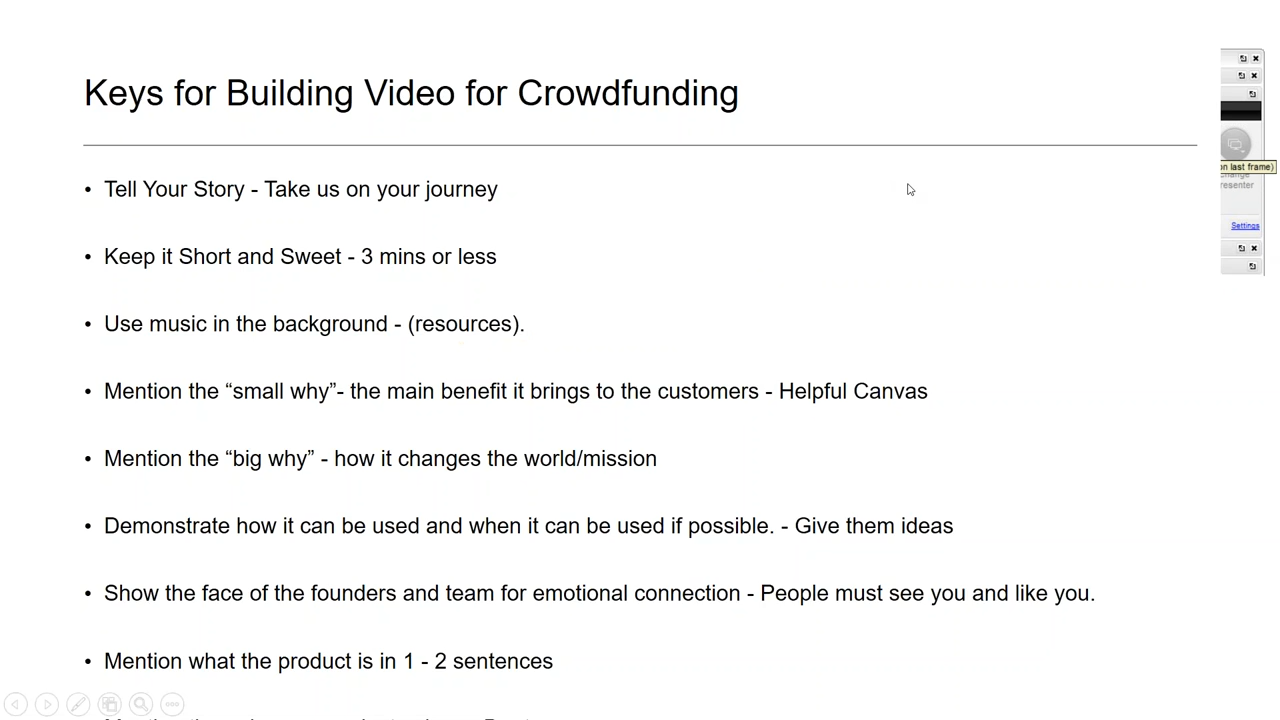 Keys for Building Video for Crowdfunding
on last frame)
resenter
Settings
• Tell Your Story - Take us on your journey
• Keep it Short and Sweet - 3 mins or less
• Use music in the background - (resources).
• Mention the “small why”- the main benefit it brings to the customers - Helpful Canvas
• Mention the “big why” - how it changes the world/mission
• Demonstrate how it can be used and when it can be used if possible. - Give them ideas
• Show the face of the founders and team for emotional connection - People must see you and like you.
• Mention what the product is in 1 - 2 sentences